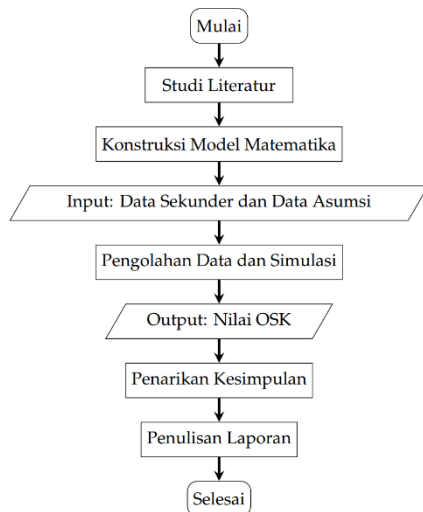 Mulai
Studi Literatur
Konstruksi Model Matematika
Input: Data Sekunder dan Data Asumsi
Pengolahan Data dan Simulasi
Output: Nilai OSK
Penarikan Kesimpulan
Penulisan Laporan
Selesai